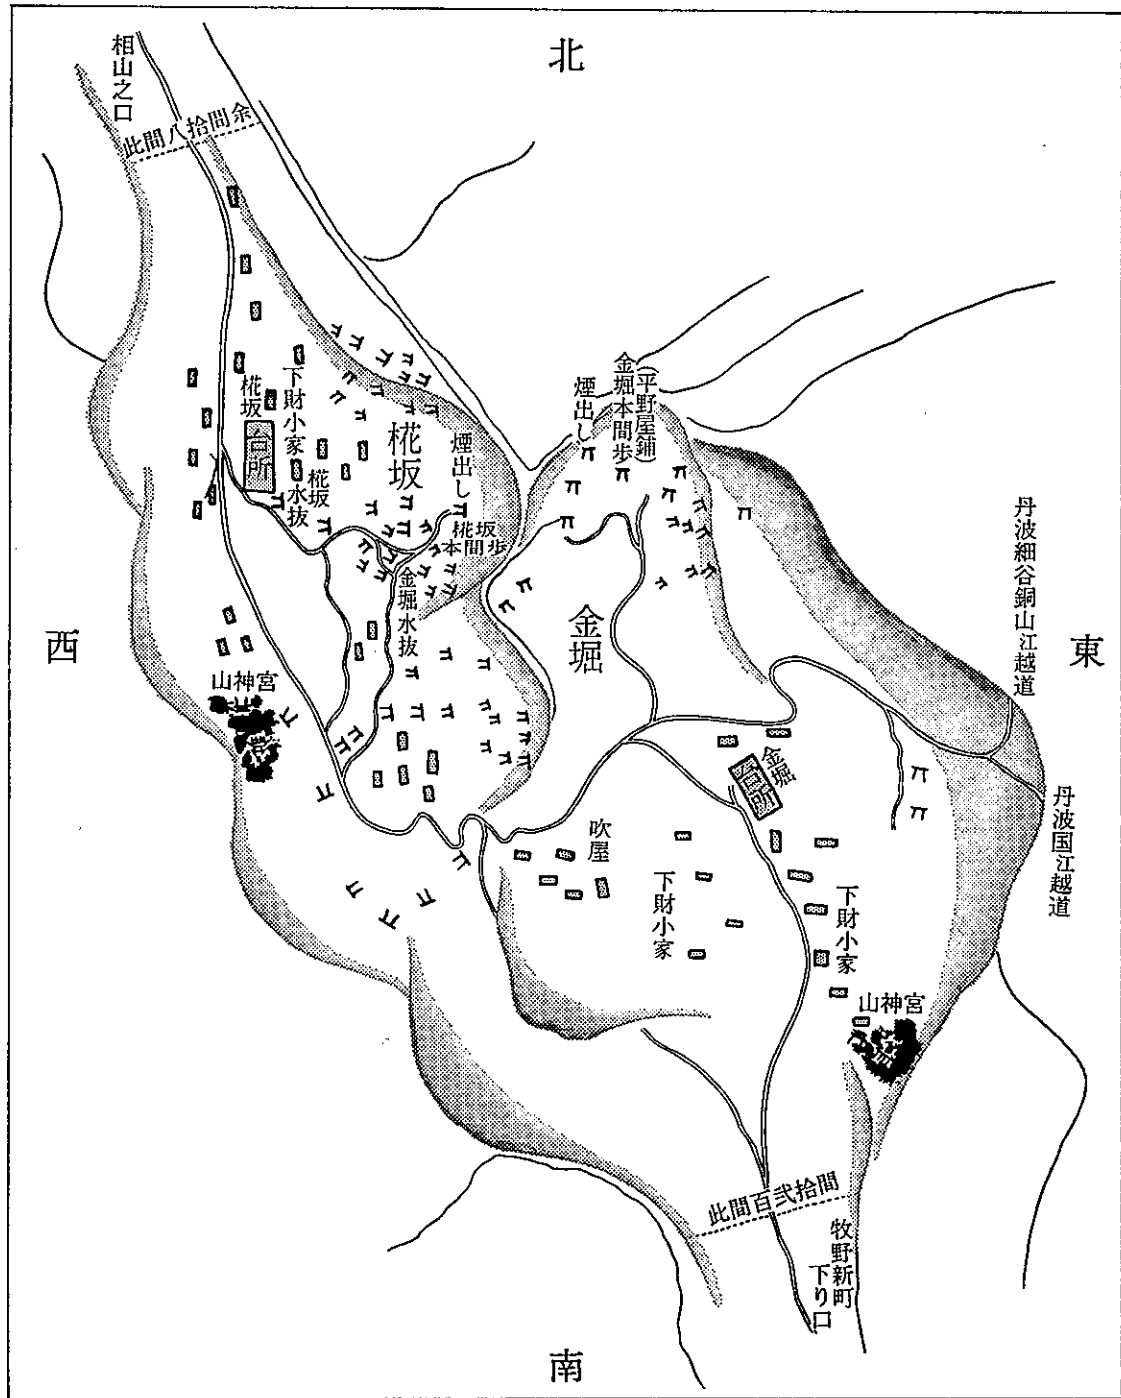 北
相山之口
此間八拾間余
椛坂
台所
下財小家
椛坂
水抜
椛坂
煙出し
椛坂
本間歩
金堀水抜
煙出し
金堀本間歩
(平野屋鋪)
金堀
丹波細谷銅山江越道
東
西
山神宮
金堀
台所
丹波国江越道
吹屋
下財小家
下財小家
山神宮
此間百弐拾間
牧野新町
下り口
南